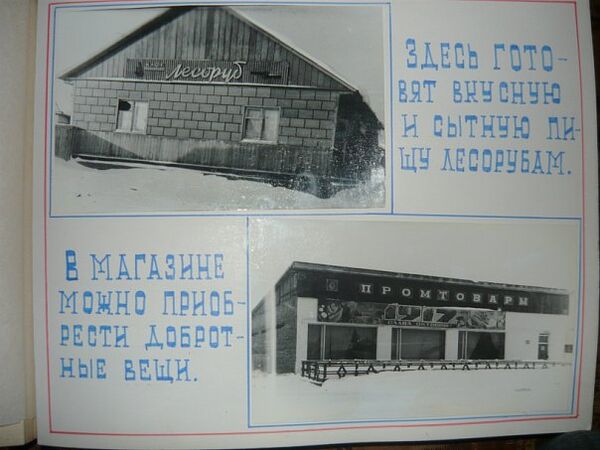 Лесоруб
ЗДЕСЬ ГОТО-
ВЯТ ВКУСНУЮ
И СЫТНУЮ ПИ-
ЩУ ЛЕСОРУБАМ.
В МАГАЗИНЕ
МОЖНО ПРИОБ-
РЕСТИ ДОБРОТ-
НЫЕ ВЕЩИ.
ПРОМТОВАРЫ